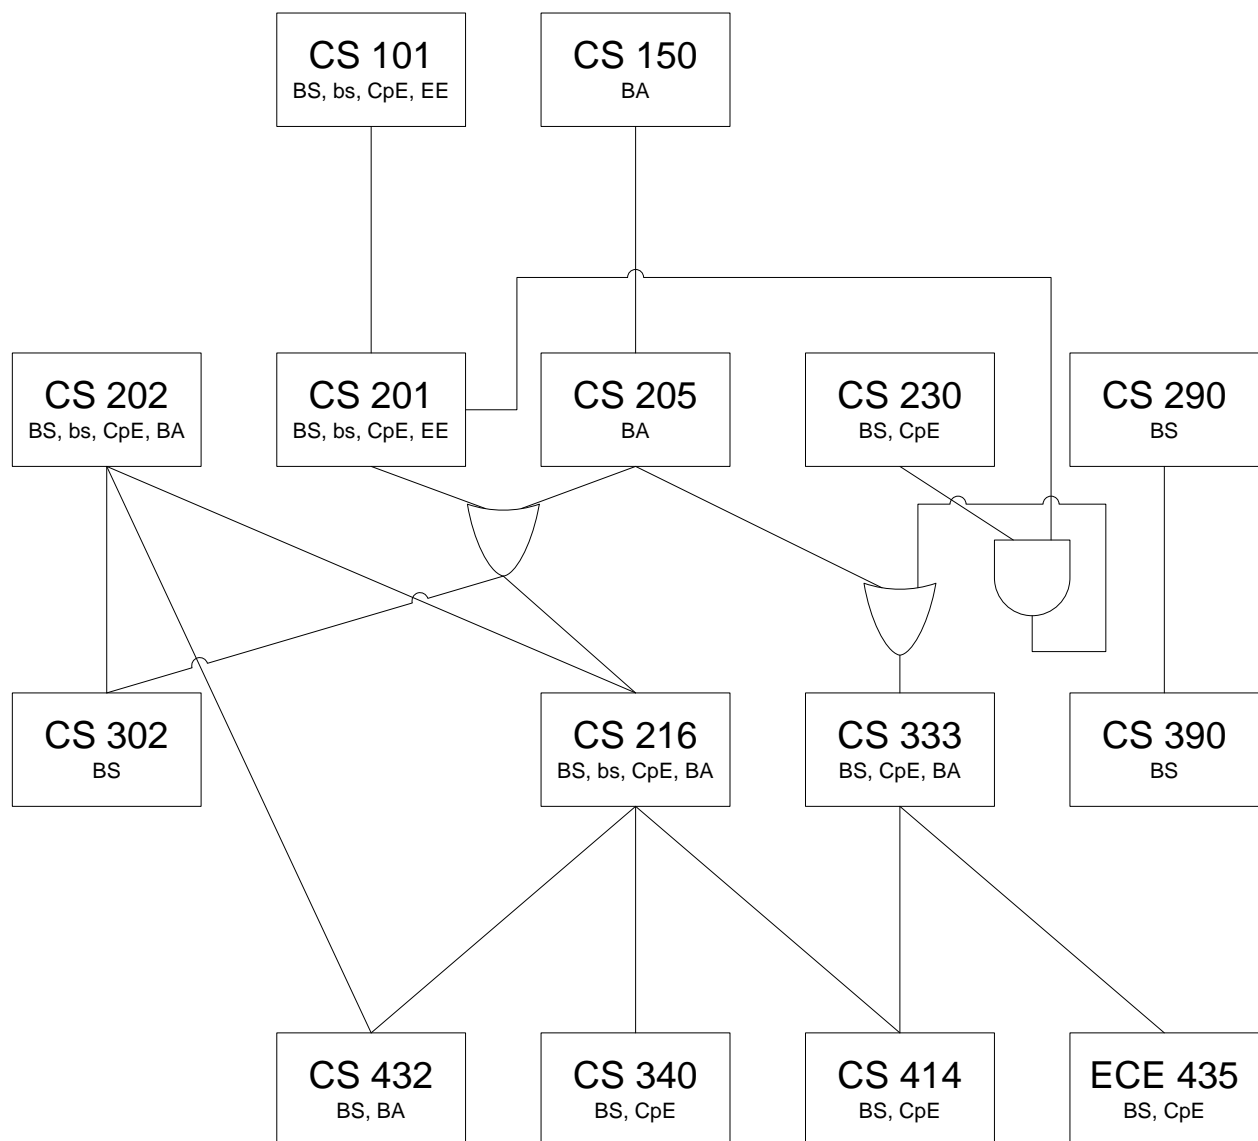 CS 101
BS, bs, CpE, EE
CS 150
BA
CS 202
BS, bs, CpE, BA
CS 201
BS, bs, CpE, EE
CS 205
BA
CS 230
BS, CpE
CS 290
BS
CS 302
BS
CS 216
BS, bs, CpE, BA
CS 333
BS, CpE, BA
CS 390
BS
CS 432
BS, BA
CS 340
BS, CpE
CS 414
BS, CpE
ECE 435
BS, CpE